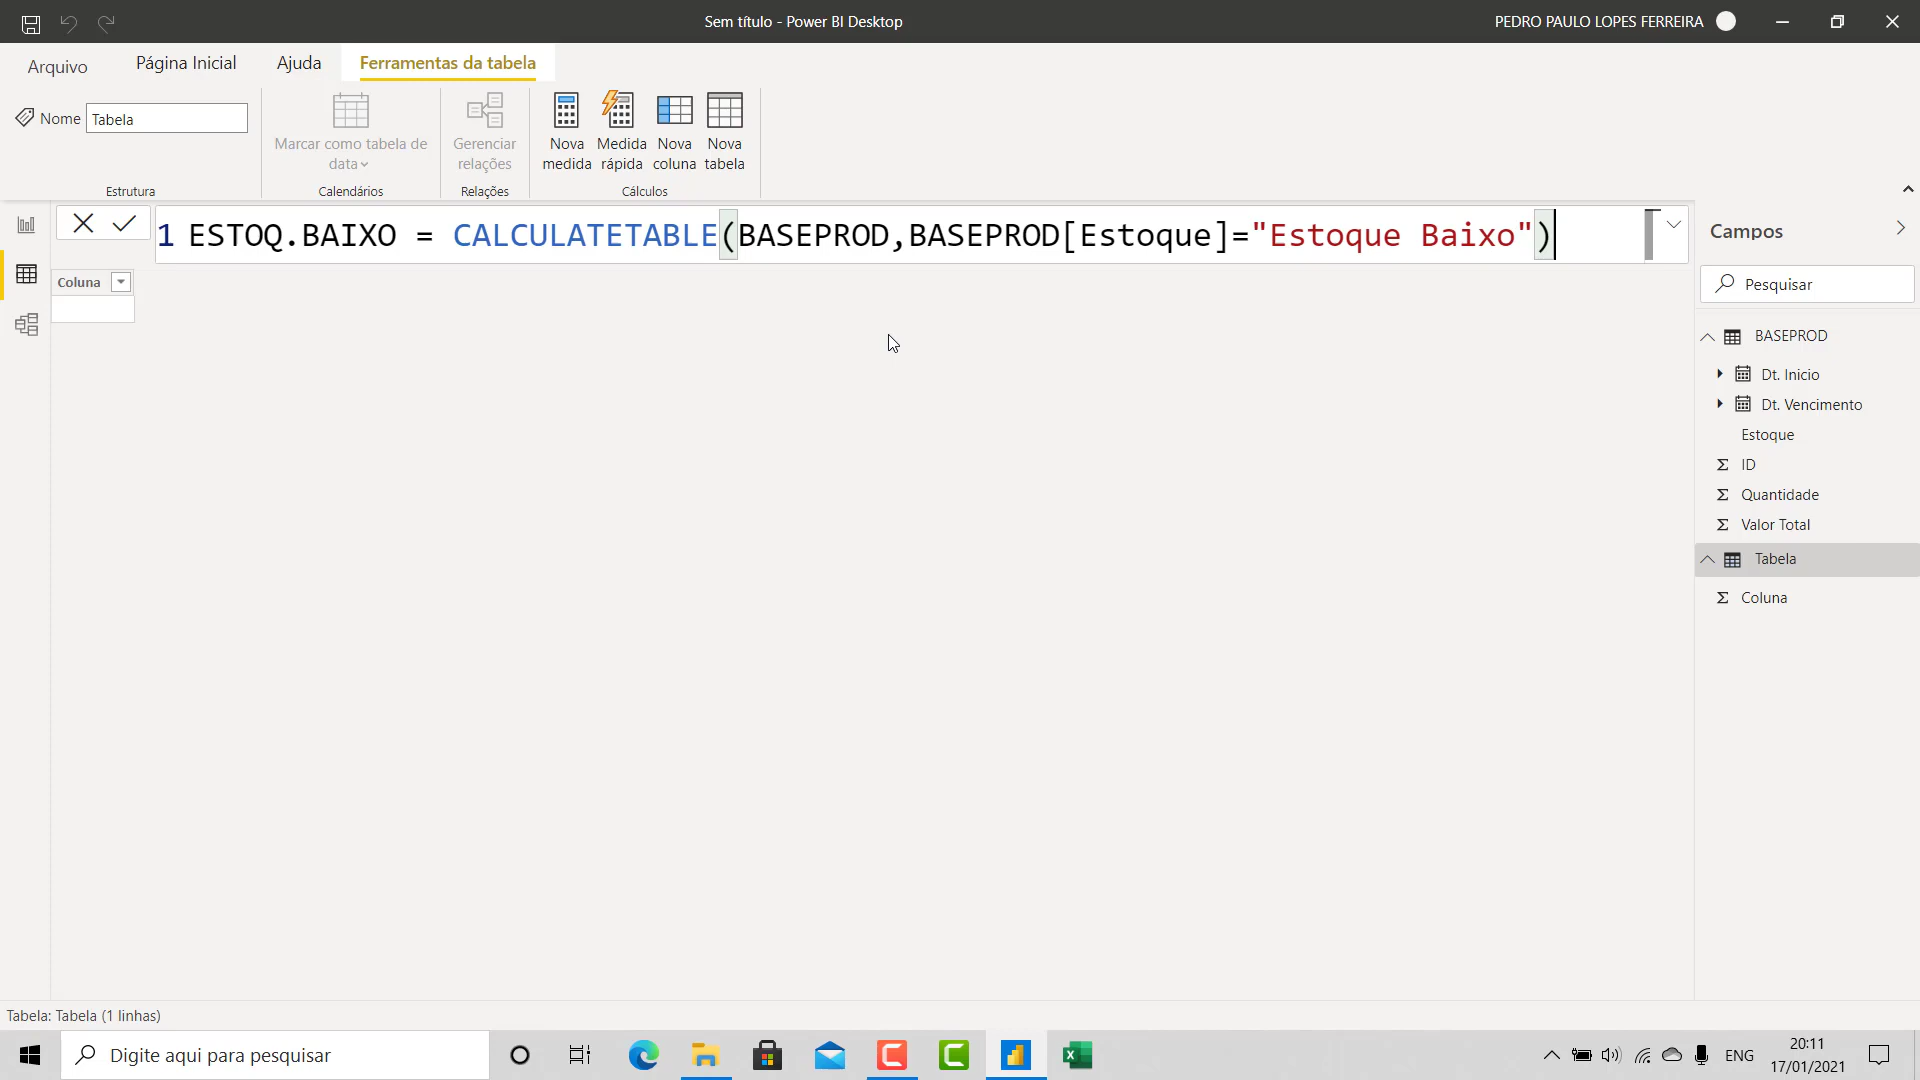 Sem título - Power BI Desktop
PEDRO PAULO LOPES FERREIRA
Arquivo
Página Inicial
Ajuda
Ferramentas da tabela
Nome
Tabela
Marcar como tabela de
data
Gerenciar
relações
Nova
medida
Medida
rápida
Nova
coluna
Nova
tabela
Estrutura
Calendários
Relações
Cálculos
1 ESTOQ.BAIXO = CALCULATETABLE(BASEPROD,BASEPROD[Estoque]="Estoque Baixo")
Coluna
Campos
Pesquisar
BASEPROD
Dt. Inicio
Dt. Vencimento
Estoque
ID
Quantidade
Valor Total
Tabela
Coluna
Tabela: Tabela (1 linhas)
Digite aqui para pesquisar
ENG
20:11
17/01/2021